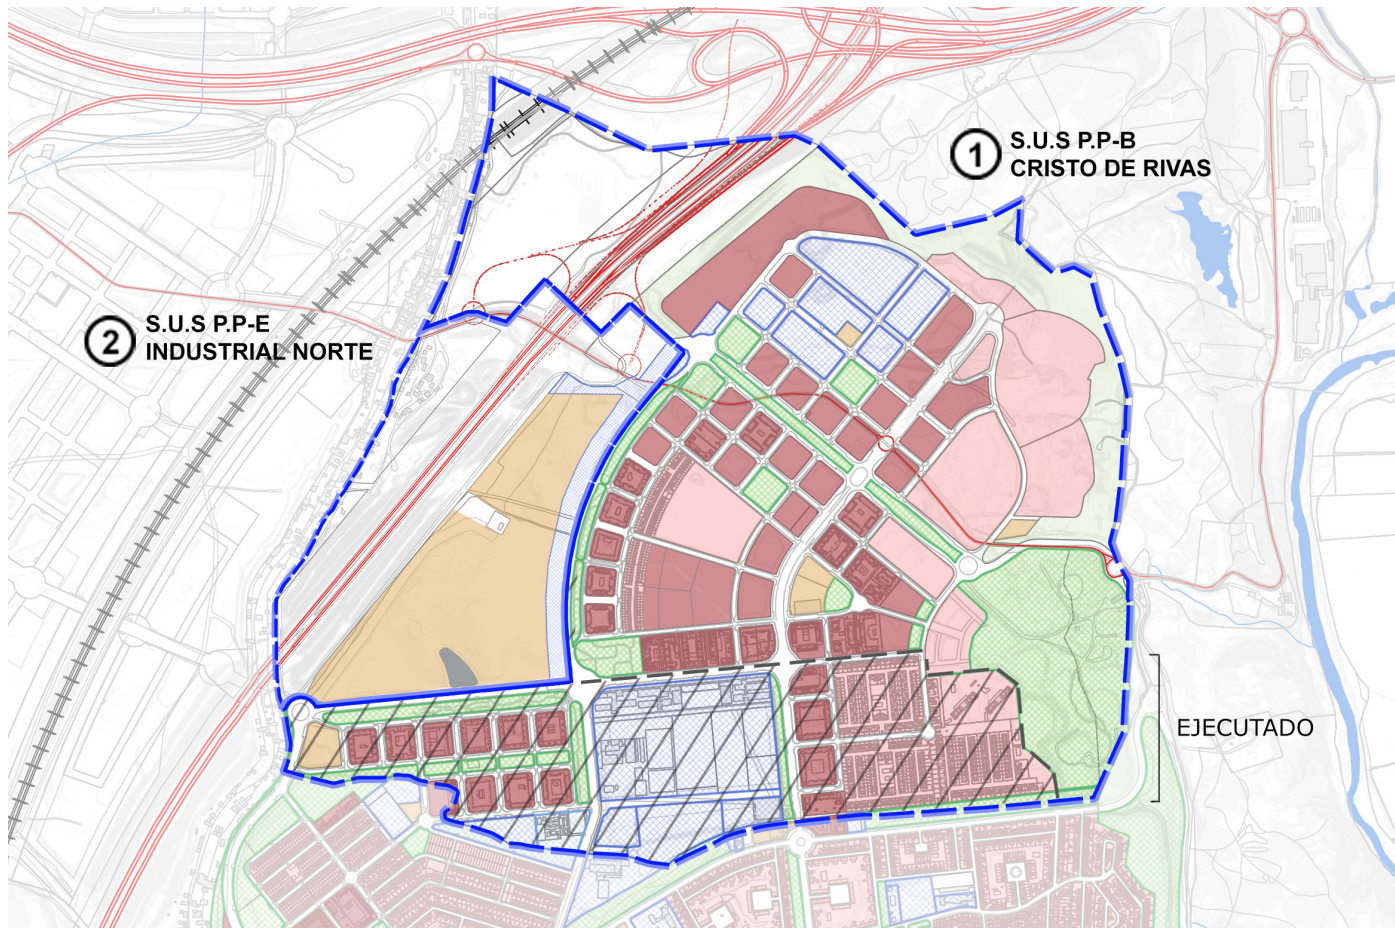 1
S.U.S P.P-B
CRISTO DE RIVAS
2
S.U.S P.P-E
INDUSTRIAL NORTE
EJECUTADO